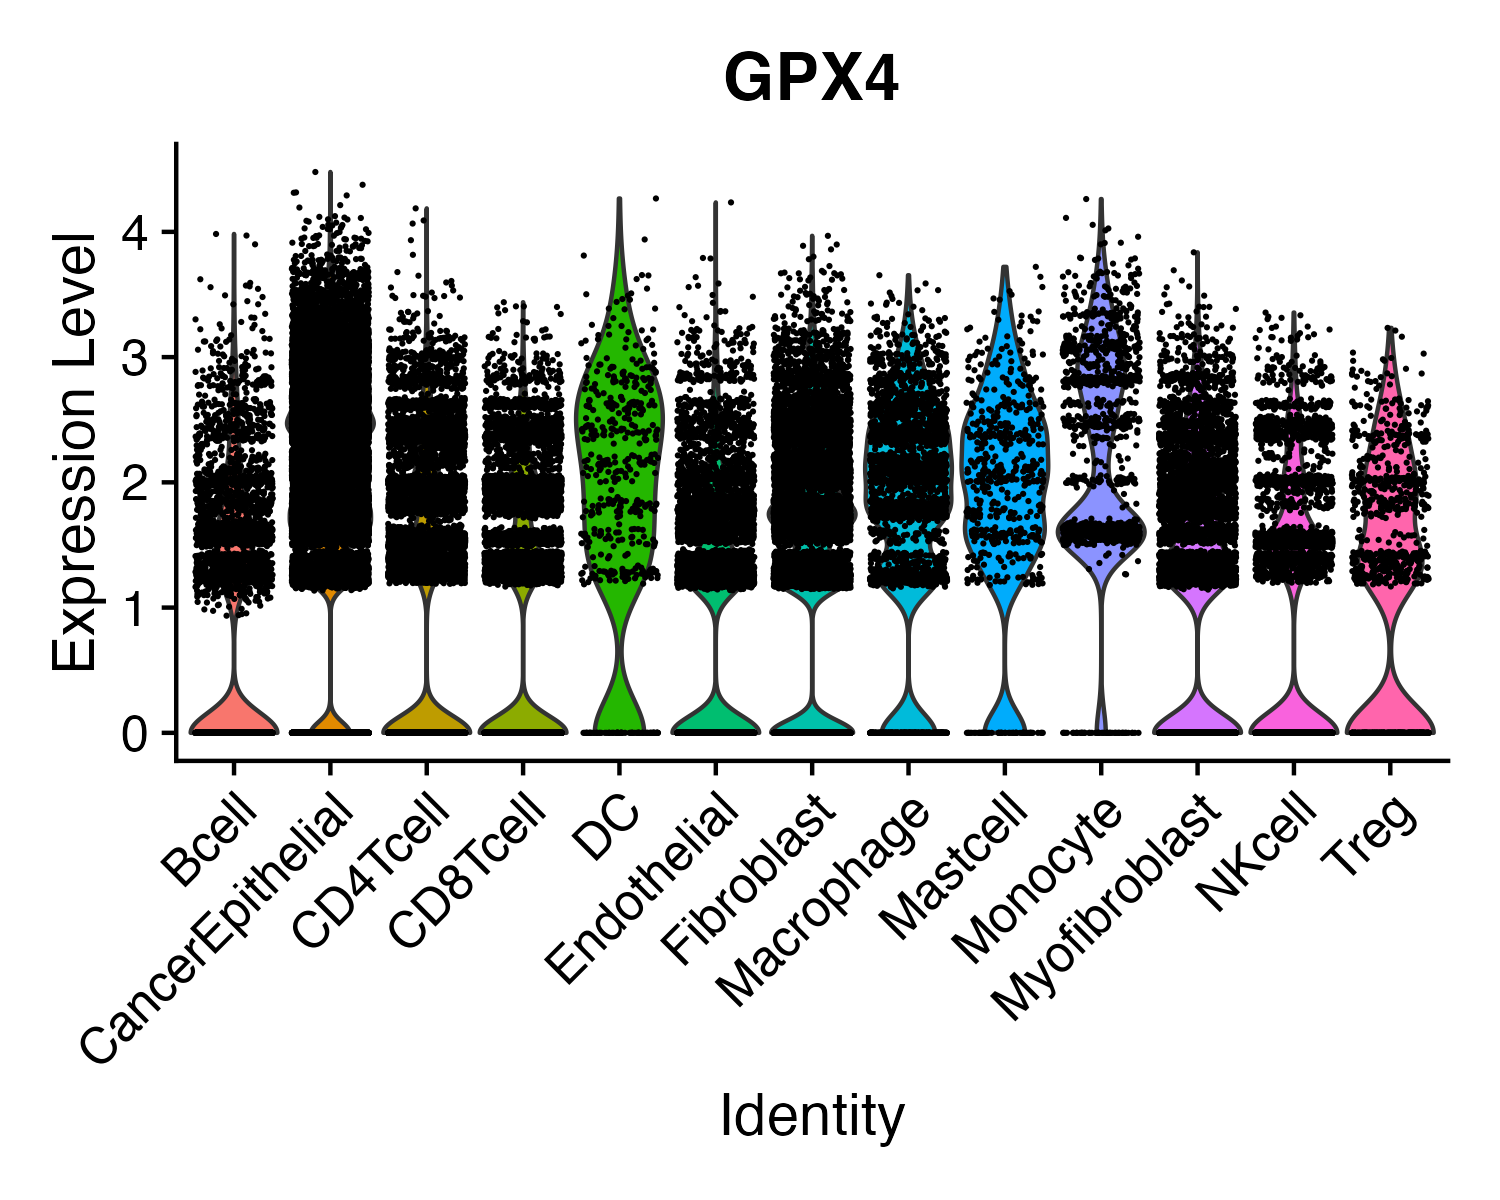 GPX4
Expression Level
4
3
2
1
0
Bcell
CancerEpithelial
CD4Tcell
CD8Tcell
DC
Endothelial
Fibroblast
Macrophage
Mastcell
Monocyte
Myofibroblast
NKcell
Treg
Identity